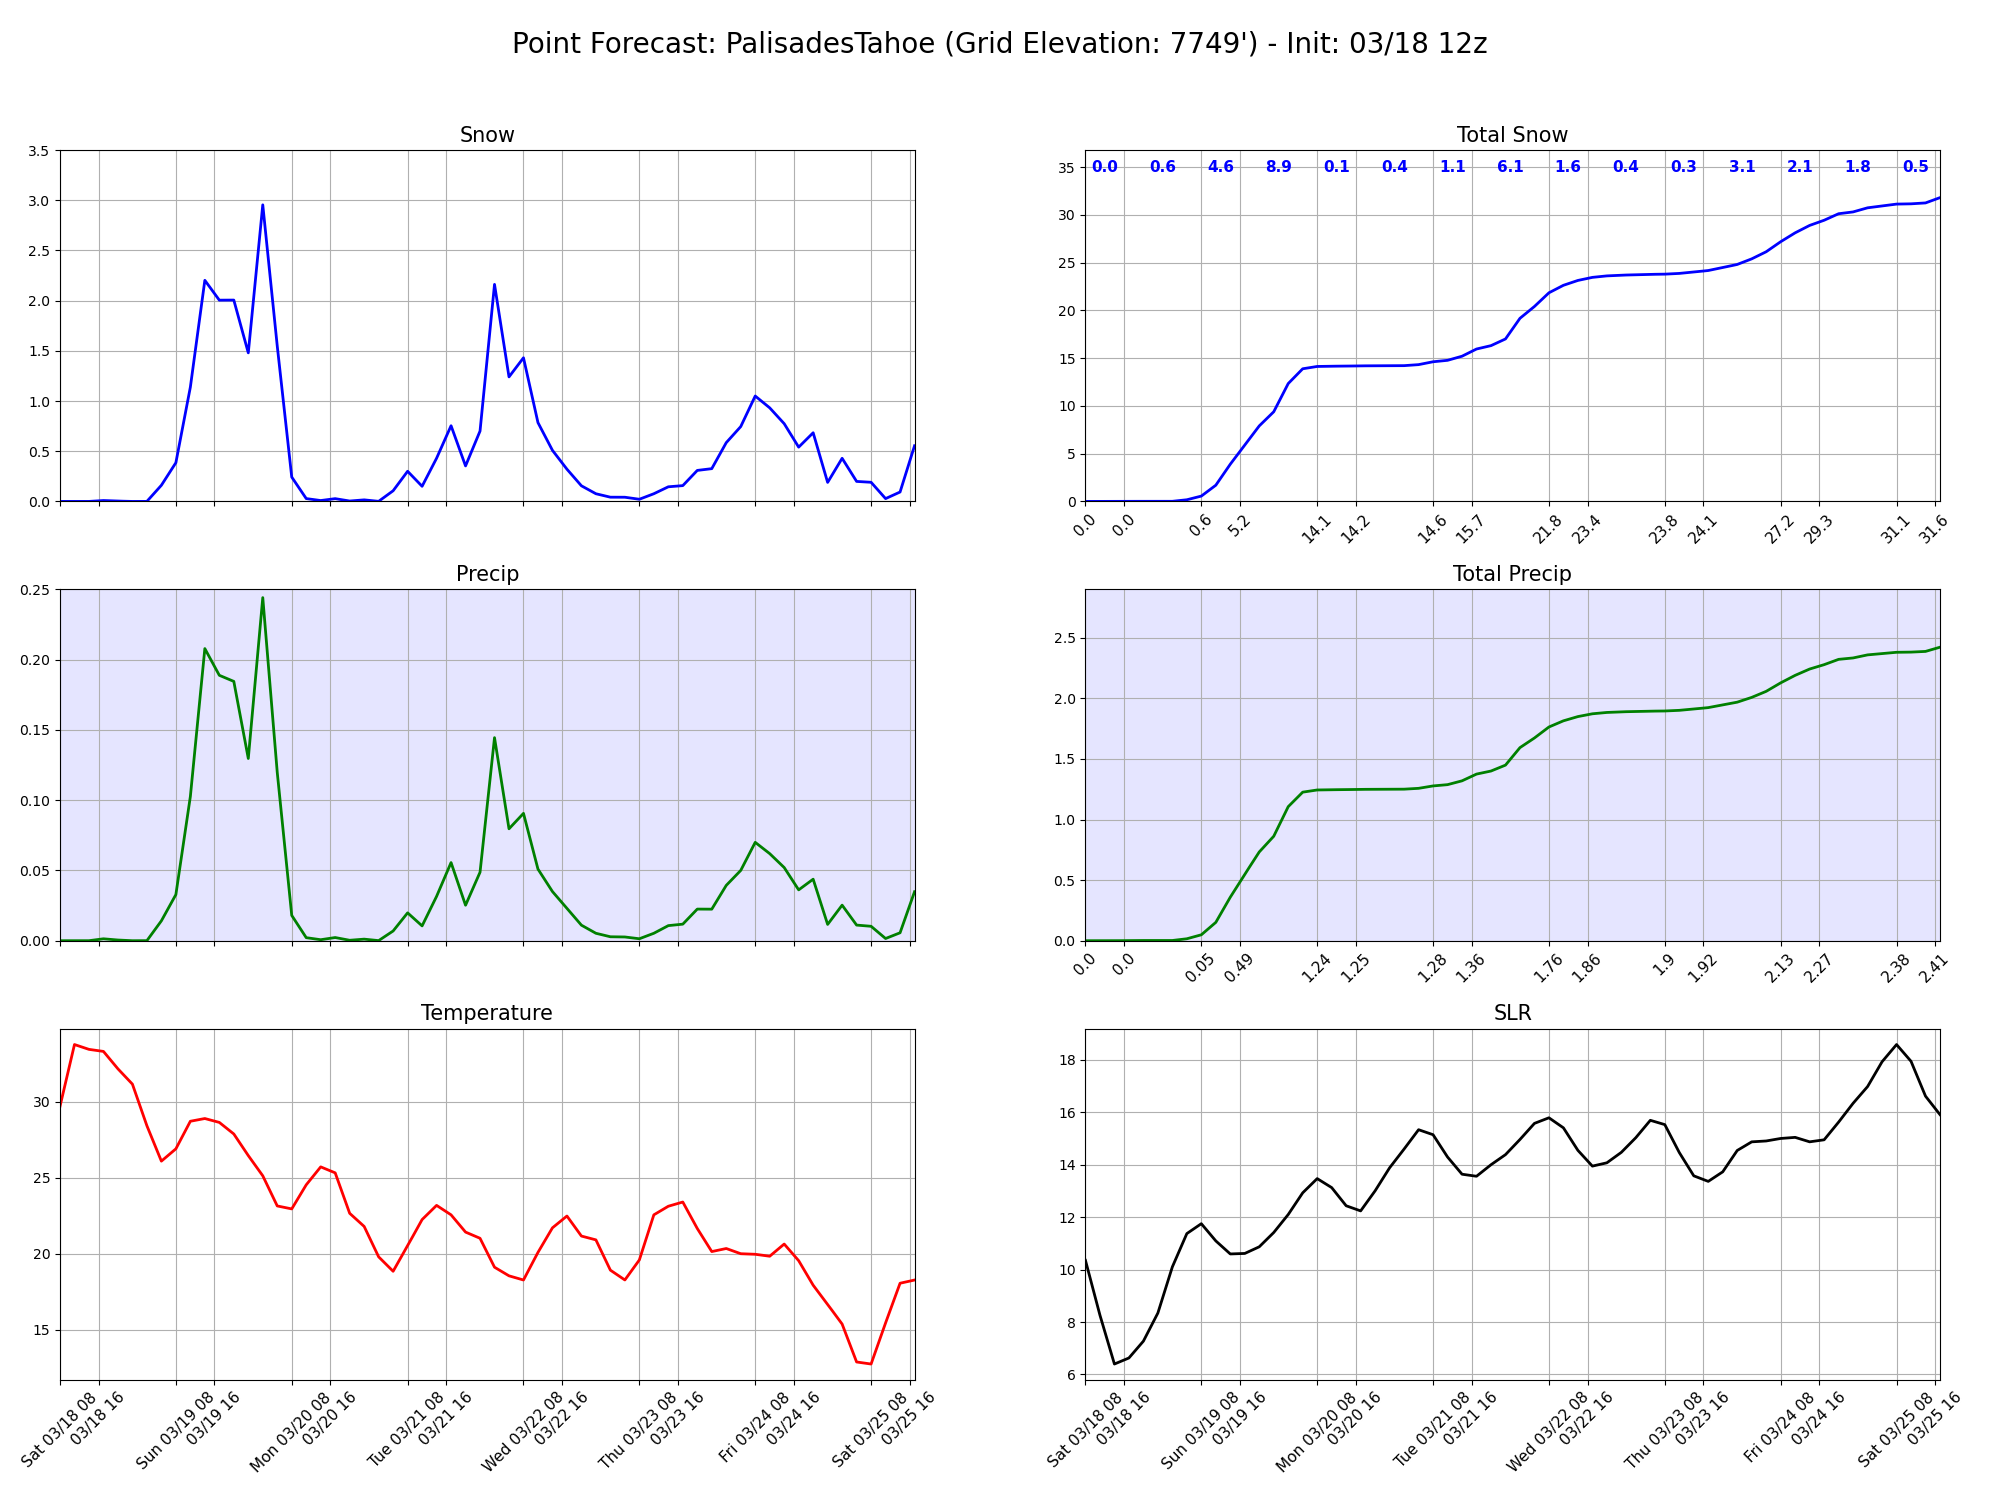 Point Forecast: PalisadesTahoe (Grid Elevation: 7749') - Init: 03/18 12z
Snow
3.5
3.0
2.5
2.0
1.5
1.0
0.5
0.0
Total Snow
0.0 0.6 4.6 8.9 0.1 0.4 1.1 6.1 1.6 0.4 0.3 3.1 2.1 1.8 0.5
35
30
25
20
15
10
5
0
0.0 0.0 0.6 5.2 14.1 14.2 14.6 15.7 21.8 23.4 23.8 24.1 27.2 29.3 31.1 31.6
Precip
0.25
0.20
0.15
0.10
0.05
0.00
Total Precip
2.5
2.0
1.5
1.0
0.5
0.0
0.0 0.0 0.05 0.49 1.24 1.25 1.28 1.36 1.76 1.86 1.9 1.92 2.13 2.27 2.38 2.41
Temperature
30
25
20
15
Sat 03/18 08
03/18 16
Sun 03/19 08
03/19 16
Mon 03/20 08
03/20 16
Tue 03/21 08
03/21 16
Wed 03/22 08
03/22 16
Thu 03/23 08
03/23 16
Fri 03/24 08
03/24 16
Sat 03/25 08
03/25 16
SLR
18
16
14
12
10
8
6
Sat 03/18 08
03/18 16
Sun 03/19 08
03/19 16
Mon 03/20 08
03/20 16
Tue 03/21 08
03/21 16
Wed 03/22 08
03/22 16
Thu 03/23 08
03/23 16
Fri 03/24 08
03/24 16
Sat 03/25 08
03/25 16